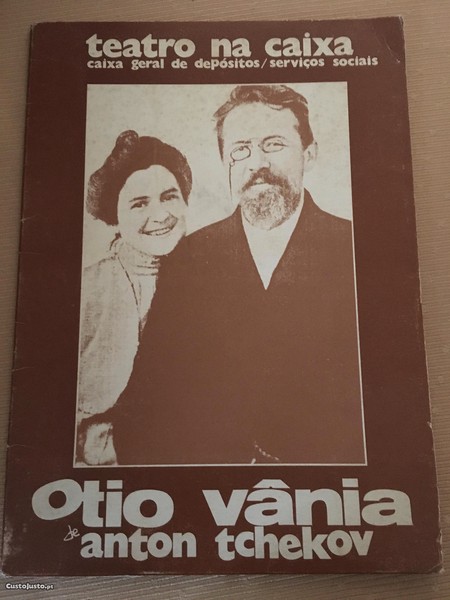 teatro na caixa
caixa geral de depósitos/serviços sociais
O tio vânia
de anton tchekov
CustoJusto.pt